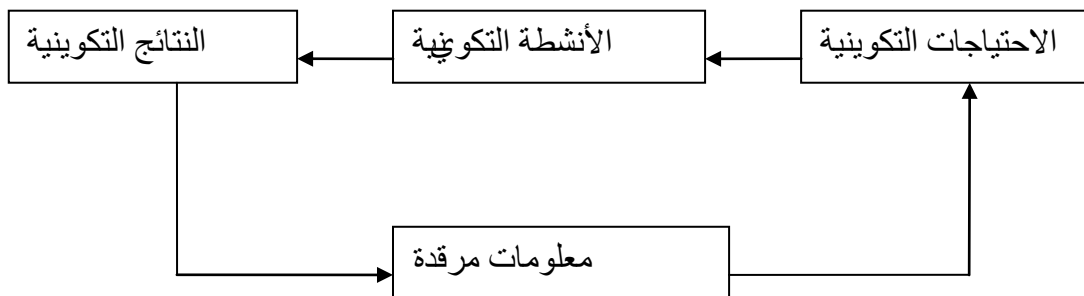 الاحتياجات التكوينية
الأنشطة التكوينية
النتائج التكوينية
معلومات مرقدة